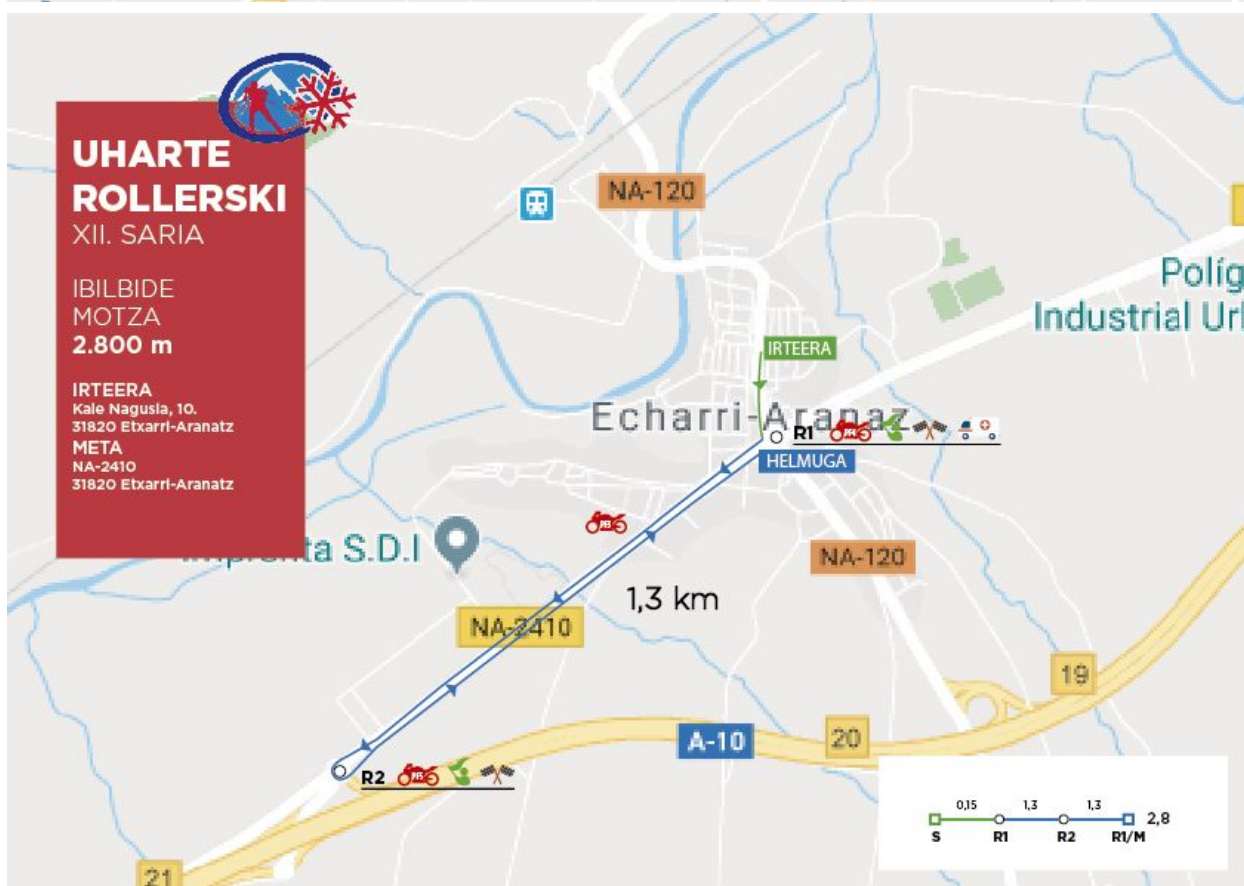 UHARTE
ROLLERSKI
XII. SARIA
IBILBIDE
MOTZA
2.800 m
IRTEERA
Kale Nagusia, 10.
31820 Etxarri-Aranatz
META
NA-2410
31820 Etxarri-Aranatz
NA-120
Políg
Industrial Url
IRTEERA
Echarri-Aranaz
R1
HELMUGA
ta S.D.I
NA-120
1,3 km
NA-2410
19
A-10
20
R2
21
0,15 1,3 1,3
2,8
S R1 R2 R1/M